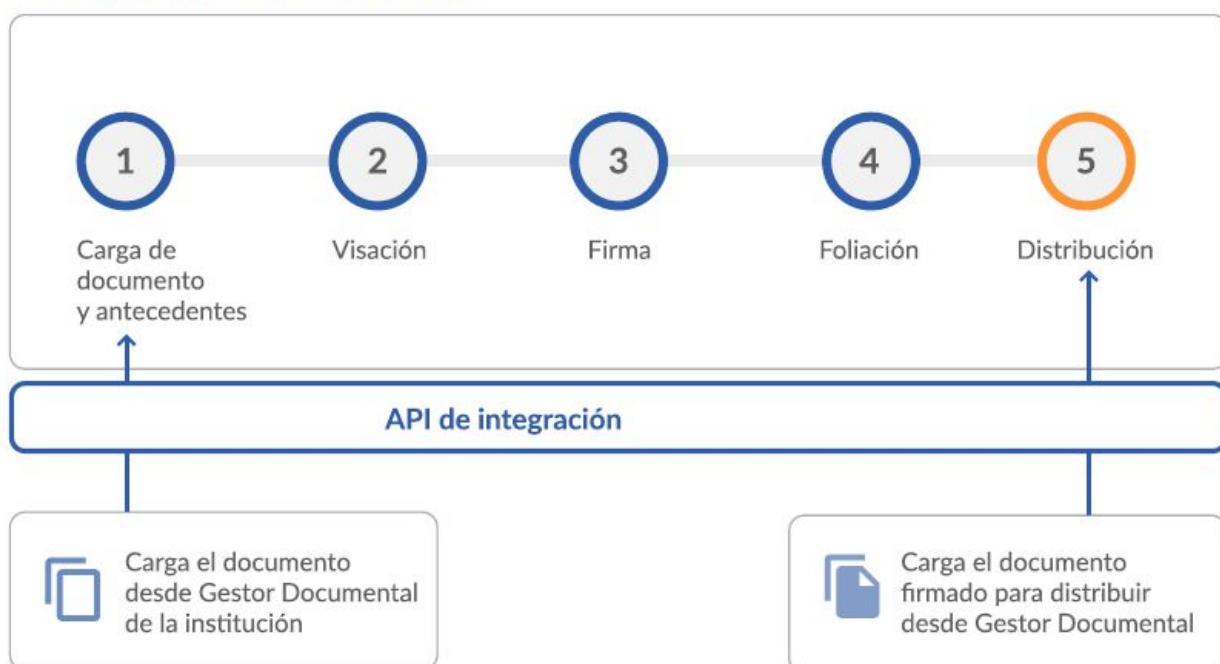 1
2
3
4
5
Carga de
documento
y antecedentes
Visación
Firma
Foliación
Distribución
API de integración
Carga el documento
desde Gestor Documental
de la institución
Carga el documento
firmado para distribuir
desde Gestor Documental